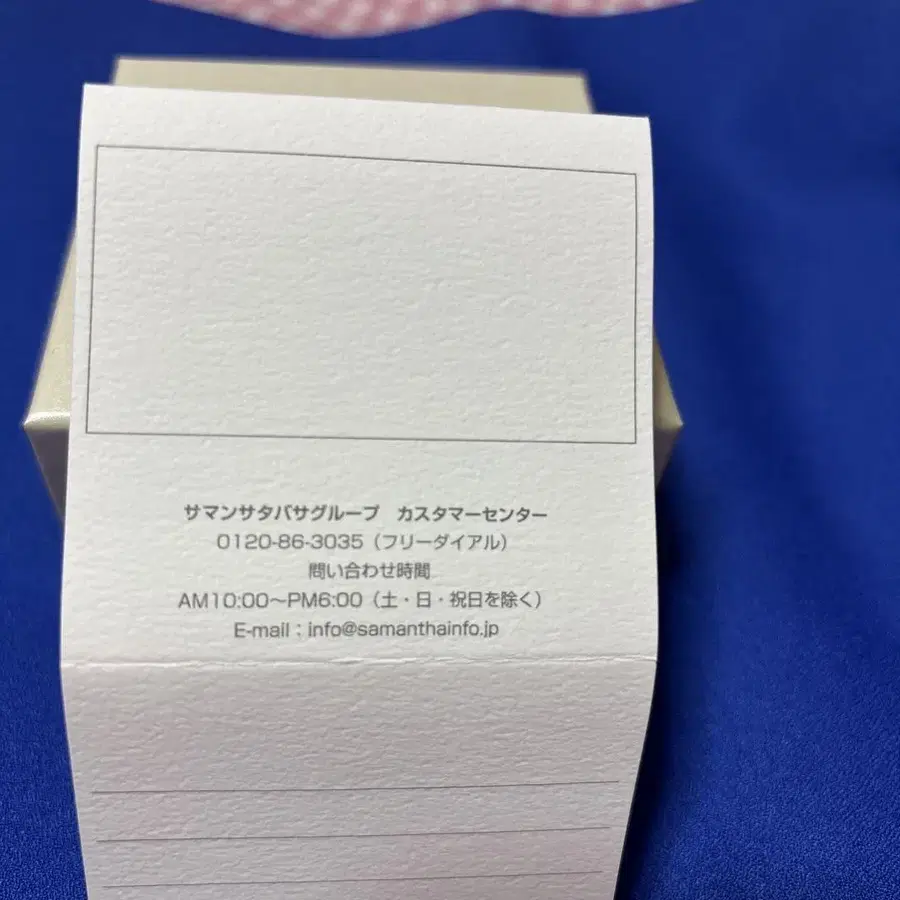 サマンサタバサグループ　カスタマーセンター
0120-86-3035（フリーダイアル）
問い合わせ時間
AM10:00～PM6:00（土・日・祝日を除く）
E-mail：info@samanthainfo.jp